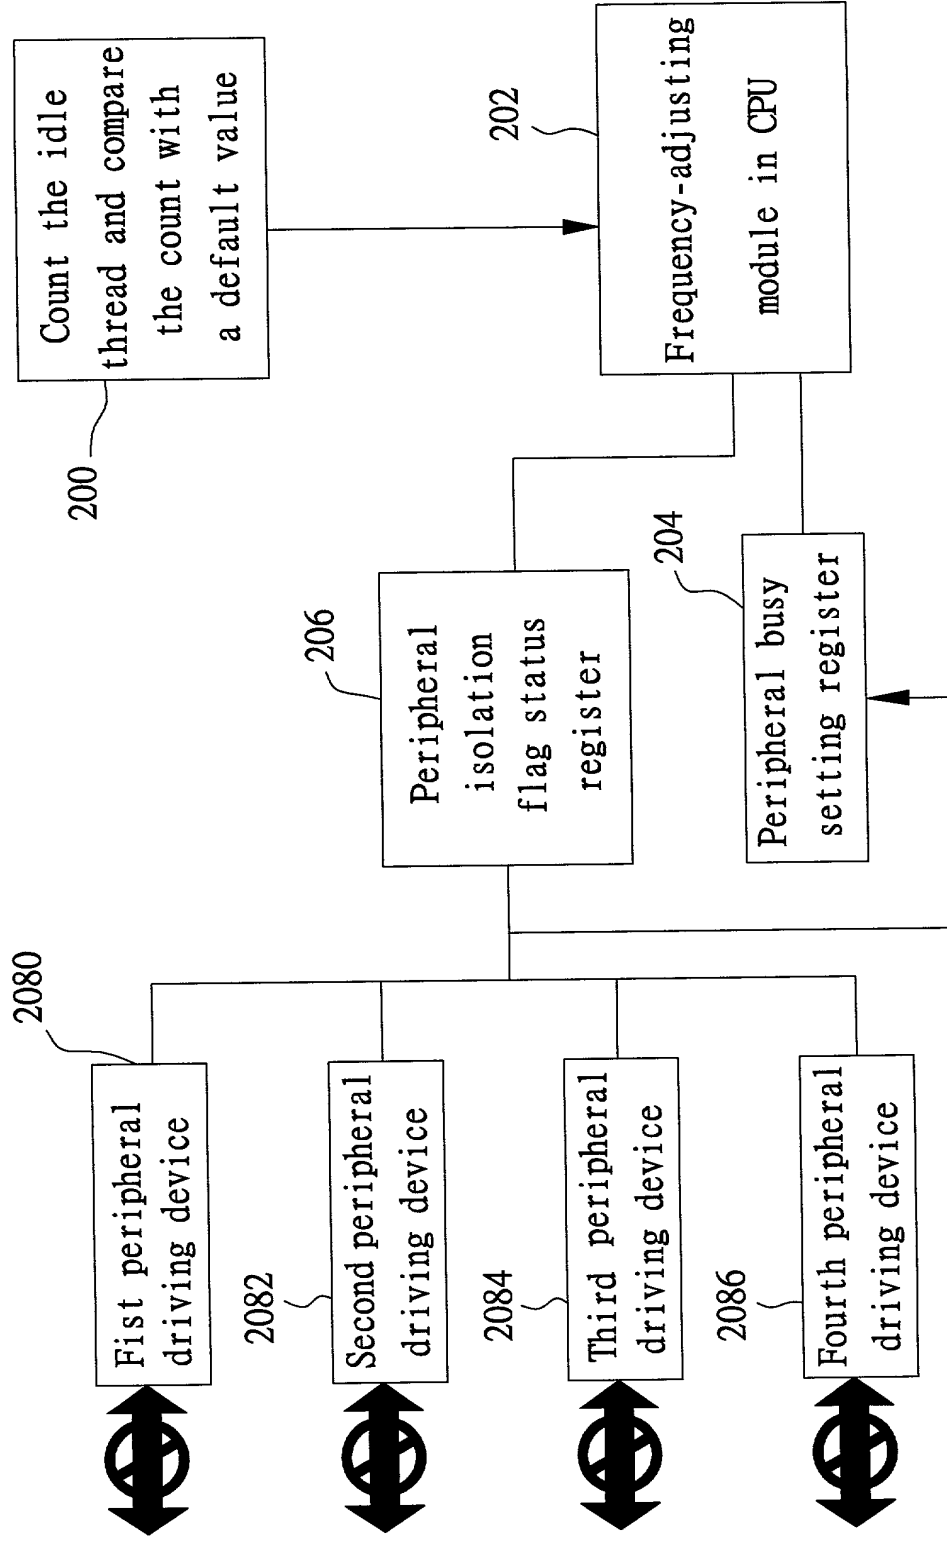 Count the idle
thread and compare
the count with
a default value
200
202
Frequency-adjusting
module in CPU
206
Peripheral
isolation
flag status
register
204
Peripheral busy
setting register
2080
Fist peripheral
driving device
2082
Second peripheral
driving device
2084
Third peripheral
driving device
2086
Fourth peripheral
driving device